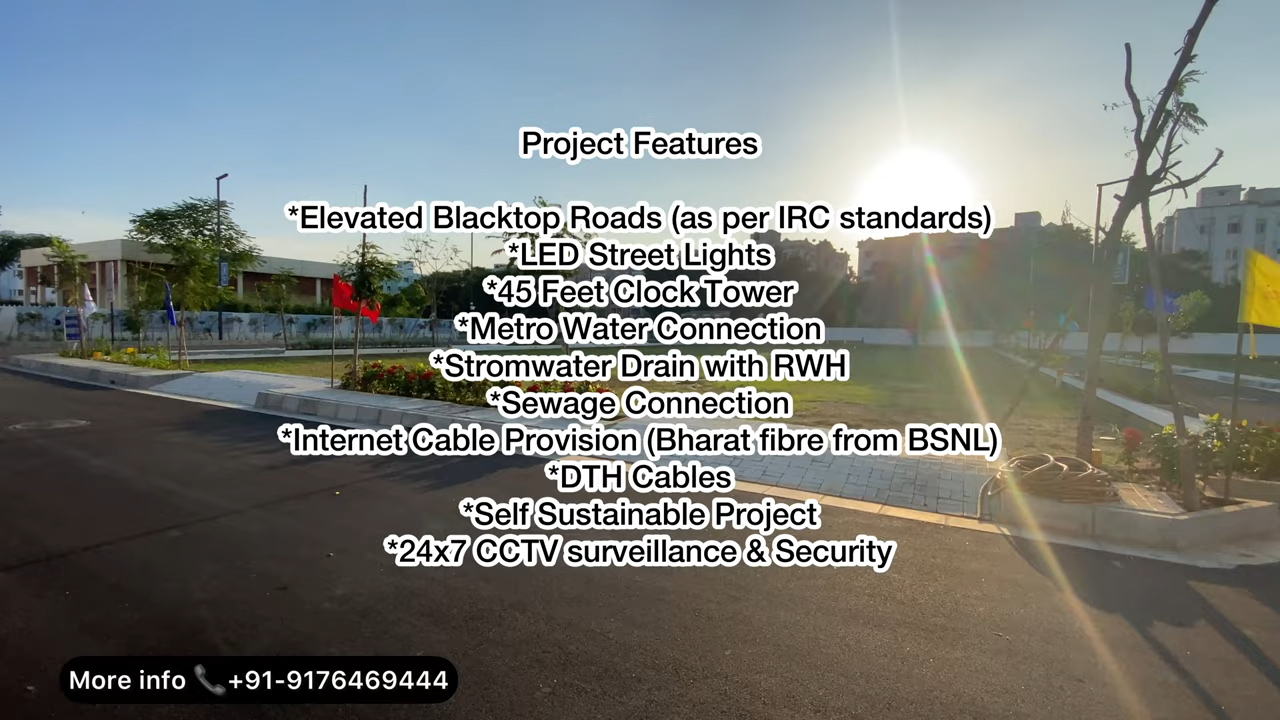 Project Features
*Elevated Blacktop Roads (as per IRC standards)
*LED Street Lights
*45 Feet Clock Tower
*Metro Water Connection
*Stromwater Drain with RWH
*Sewage Connection
*Internet Cable Provision (Bharat fibre from BSNL)
*DTH Cables
*Self Sustainable Project
*24x7 CCTV surveillance & Security
More info 📞+91-9176469444